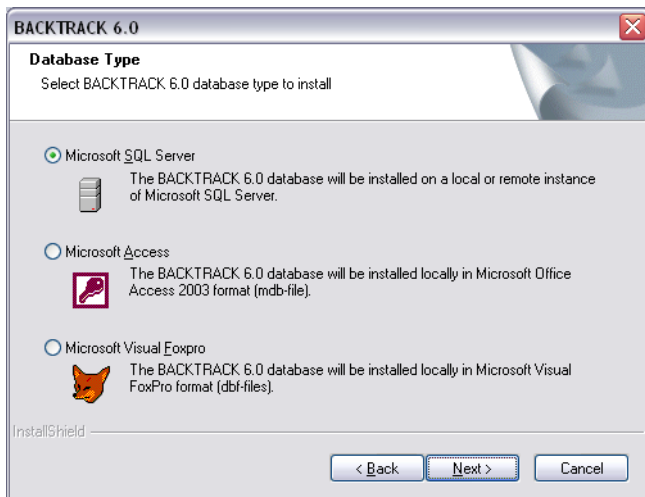 BACKTRACK 6.0
Database Type
Select BACKTRACK 6.0 database type to install
Microsoft SQL Server
The BACKTRACK 6.0 database will be installed on a local or remote instance
of Microsoft SQL Server.
Microsoft Access
The BACKTRACK 6.0 database will be installed locally in Microsoft Office
Access 2003 format (mdb-file).
Microsoft Visual Foxpro
The BACKTRACK 6.0 database will be installed locally in Microsoft Visual
FoxPro format (dbf-files).
InstallShield
< Back Next > Cancel